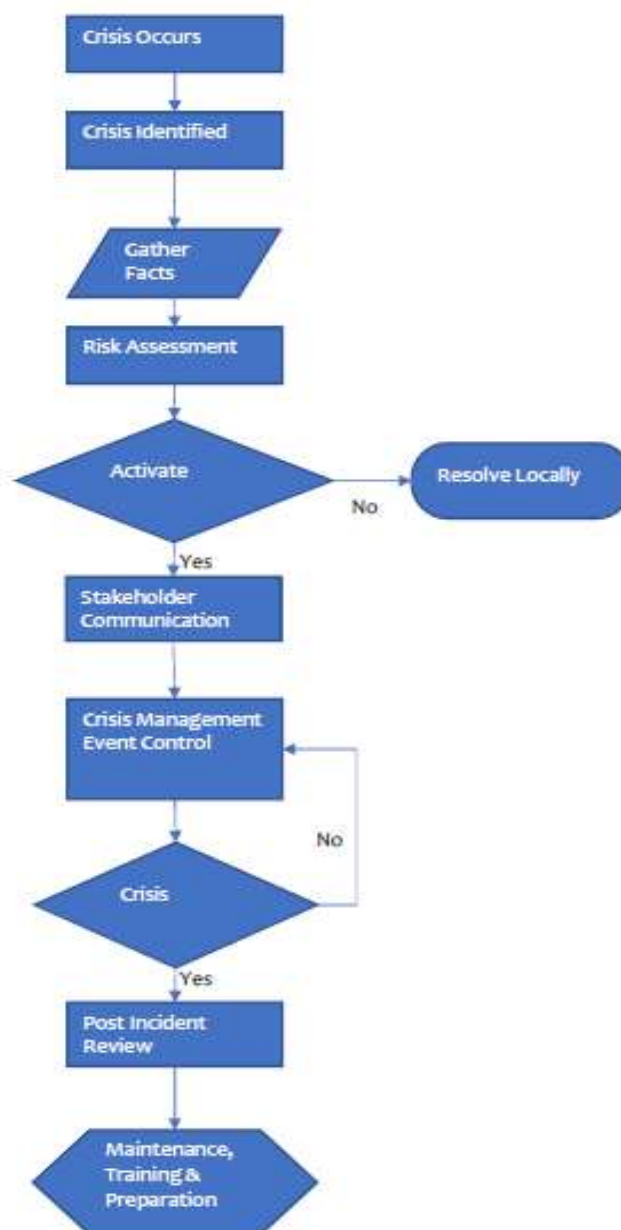 Crisis Occurs
Crisis Identified
Gather
Facts
Risk Assessment
Activate
Resolve Locally
No
Yes
Stakeholder
Communication
Crisis Management
Event Control
No
Crisis
Yes
Post Incident
Review
Maintenance,
Training &
Preparation